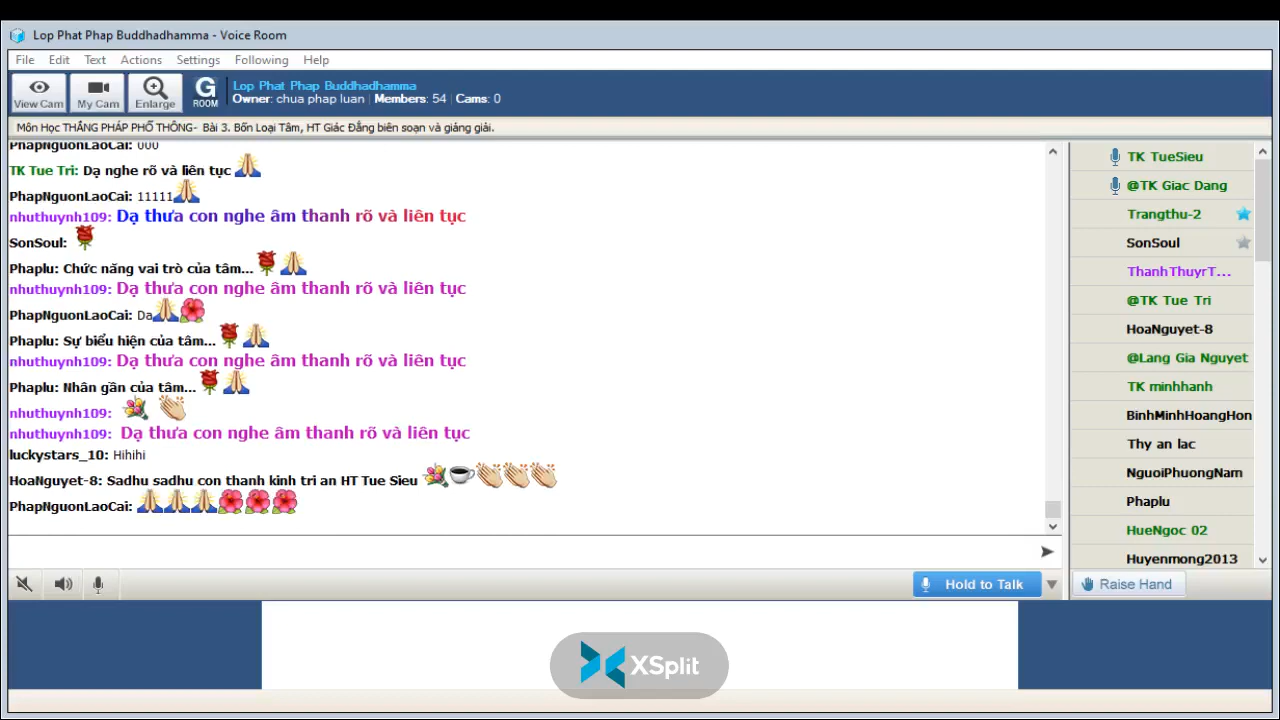 Lop Phat Phap Buddhadhamma - Voice Room
File Edit Text Actions Settings Following Help
View Cam My Cam Enlarge G ROOM
Lop Phat Phap Buddhadhamma
Owner: chua phap luan | Members: 54 | Cams: 0
Môn Học THẮNG PHÁP PHỔ THÔNG- Bài 3. Bốn Loại Tâm, HT Giác Đẳng biên soạn và giảng giải.
PhapNguonLaoCai: 000
TK Tue Tri: Dạ nghe rõ và liên tục
PhapNguonLaoCai: 11111
nhuthuynh109: Dạ thưa con nghe âm thanh rõ và liên tục
SonSoul:
Phaplu: Chức năng vai trò của tâm...
nhuthuynh109: Dạ thưa con nghe âm thanh rõ và liên tục
PhapNguonLaoCai: Da
Phaplu: Sự biểu hiện của tâm...
nhuthuynh109: Dạ thưa con nghe âm thanh rõ và liên tục
Phaplu: Nhân gần của tâm...
nhuthuynh109:
nhuthuynh109: Dạ thưa con nghe âm thanh rõ và liên tục
luckystars_10: Hihihi
HoaNguyet-8: Sadhu sadhu con thanh kinh tri an HT Tue Sieu
PhapNguonLaoCai:
TK TueSieu
@TK Giac Dang
Trangthu-2
SonSoul
ThanhThuyrT...
@TK Tue Tri
HoaNguyet-8
@Lang Gia Nguyet
TK minhhanh
BinhMinhHoangHon
Thy an lac
NguoiPhuongNam
Phaplu
HueNgoc 02
Huyenmong2013
Hold to Talk
Raise Hand
XSplit